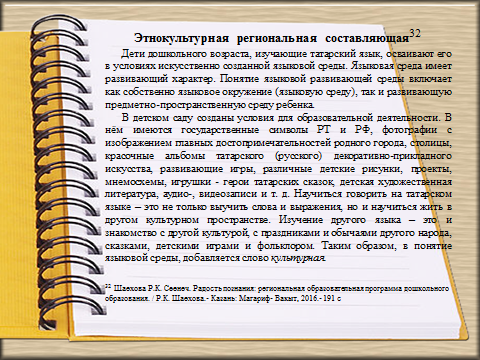 Этнокультурная региональная составляющая32
Дети дошкольного возраста, изучающие татарский язык, осваивают его
в условиях искусственно созданной языковой среды. Языковая среда имеет
развивающий характер. Понятие языковой развивающей среды включает
как собственно языковое окружение (языковую среду), так и развивающую
предметно-пространственную среду ребенка.
В детском саду созданы условия для образовательной деятельности. В
нём имеются государственные символы РТ и РФ, фотографии с
изображением главных достопримечательностей родного города, столицы,
красочные альбомы татарского (русского) декоративно-прикладного
искусства, развивающие игры, различные детские рисунки, проекты,
мнемосхемы, игрушки - герои татарских сказок, детская художественная
литература, аудио-, видеозаписи и т. д. Научиться говорить на татарском
языке – это не только выучить слова и выражения, но и научиться жить в
другом культурном пространстве. Изучение другого языка – это и
знакомство с другой культурой, с праздниками и обычаями другого народа,
сказками, детскими играми и фольклором. Таким образом, в понятие
языковой среды, добавляется слово культурная.
32 Шаехова Р.К. Сөенеч. Радость познания: региональная образовательная программа дошкольного
образования. / Р.К. Шаехова.- Казань: Магариф- Вакыт, 2016.- 191 с